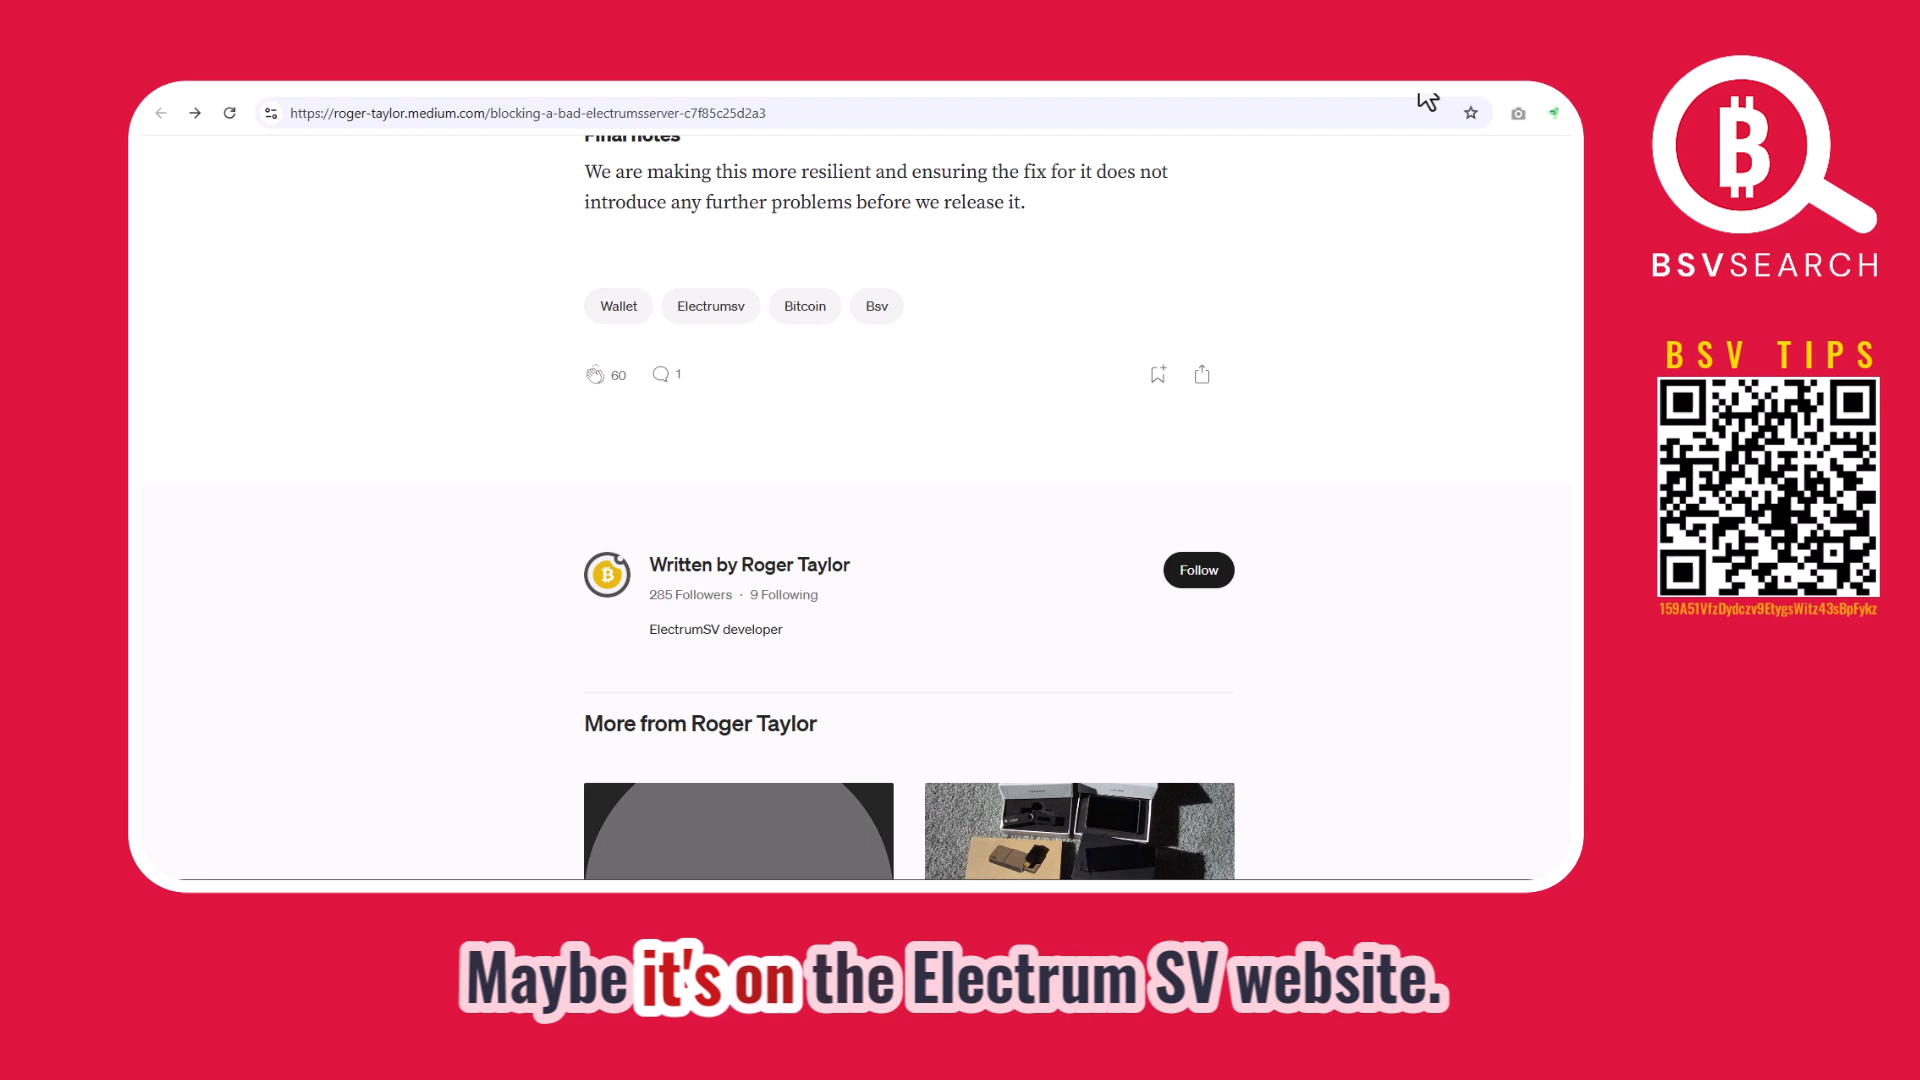 https://roger-taylor.medium.com/blocking-a-bad-electrumsserver-c7f85c25d2a3
Final notes
We are making this more resilient and ensuring the fix for it does not
introduce any further problems before we release it.
Wallet Electrumsv Bitcoin Bsv
60 1
Written by Roger Taylor
285 Followers · 9 Following
ElectrumSV developer
Follow
More from Roger Taylor
BSVSEARCH
BSV TIPS
159A51VfzDydczv9EtygsWitz43sBpFykz
Maybe it's on the Electrum SV website.